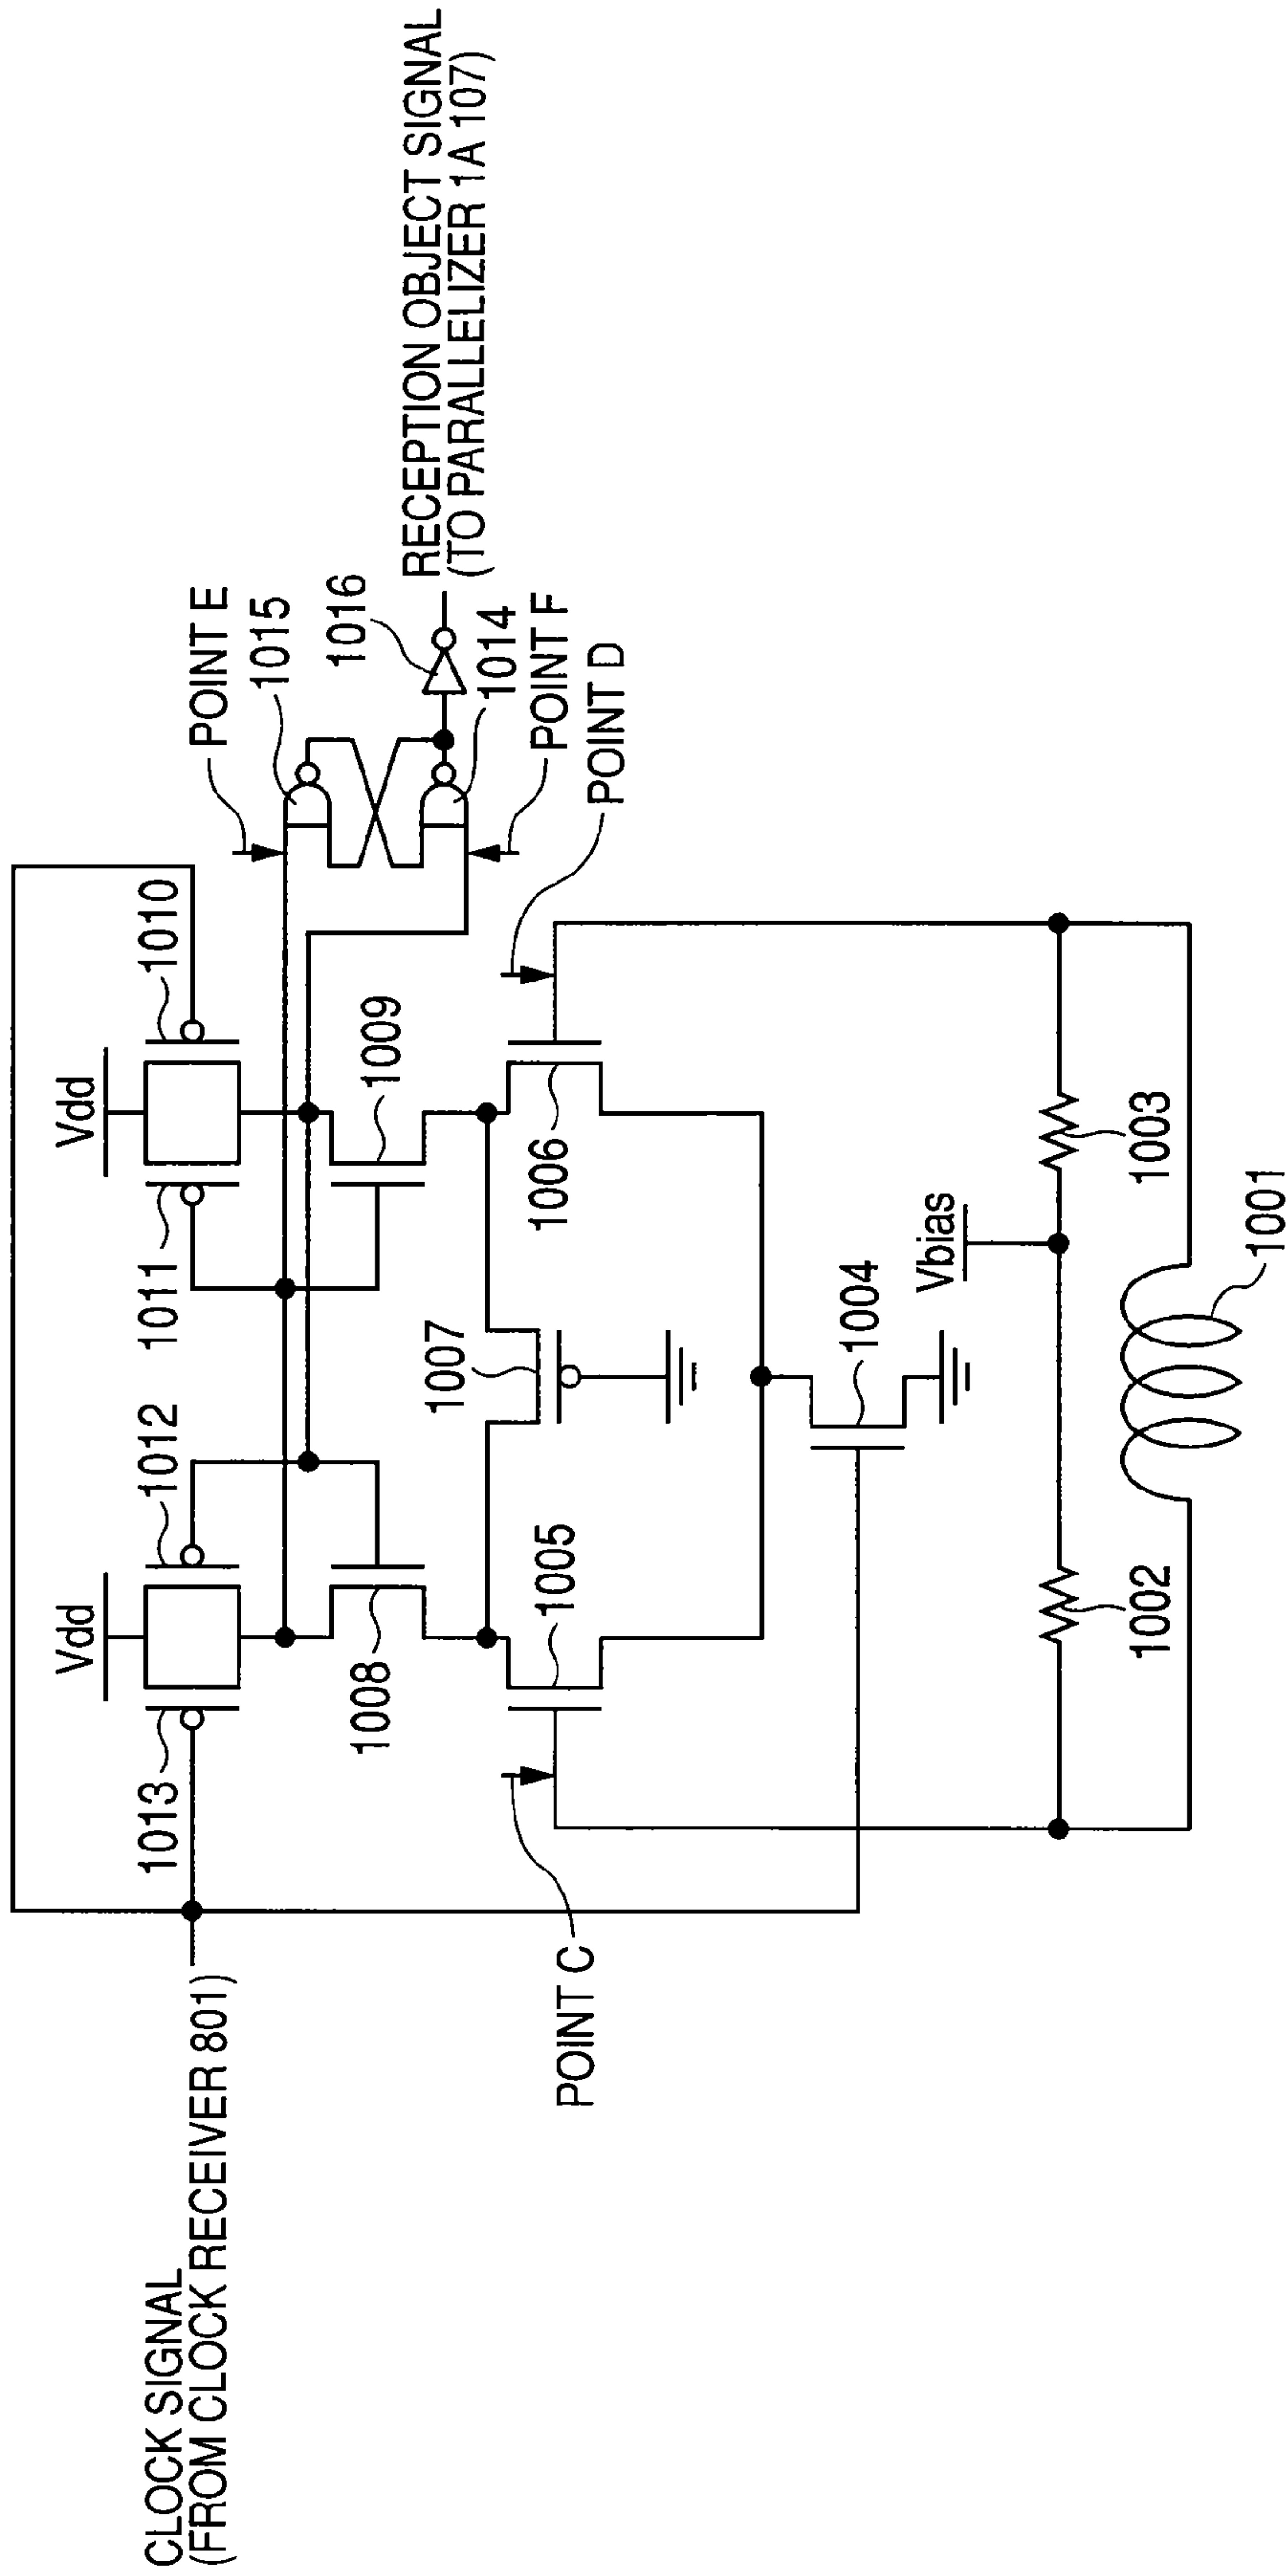 CLOCK SIGNAL
(FROM CLOCK RECEIVER 801)
Vdd
Vdd
1013
1012
1011
1010
POINT E
1015
1016
RECEPTION OBJECT SIGNAL
(TO PARALLELIZER 1A 107)
1014
POINT F
POINT D
1008
1009
1007
POINT C
1005
1006
1004
Vbias
1002
1003
1001